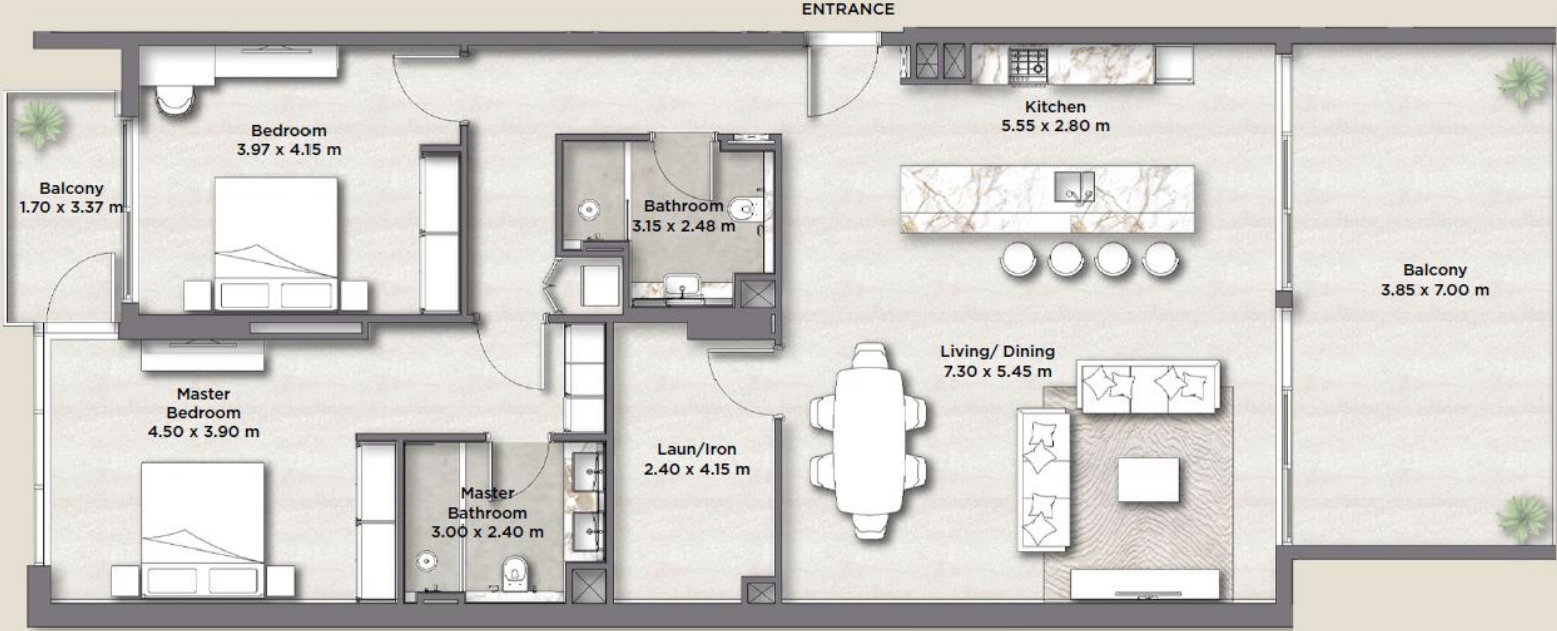 ENTRANCE
Kitchen
5.55 x 2.80 m
Bedroom
3.97 x 4.15 m
Balcony
1.70 x 3.37 m
Bathroom
3.15 x 2.48 m
Balcony
3.85 x 7.00 m
Living/ Dining
7.30 x 5.45 m
Master
Bedroom
4.50 x 3.90 m
Laun/Iron
2.40 x 4.15 m
Master
Bathroom
3.00 x 2.40 m